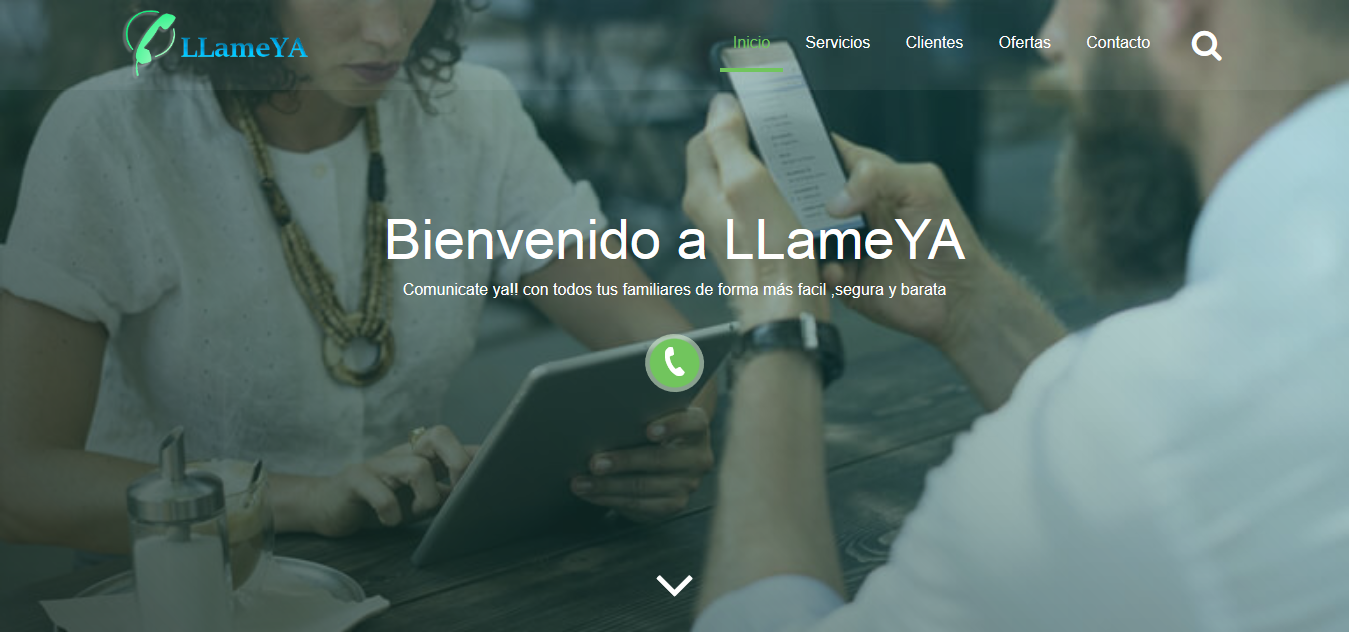 LLameYA
Inicio
Servicios
Clientes
Ofertas
Contacto
Bienvenido a LLameYA
Comunicate ya!! con todos tus familiares de forma más facil ,segura y barata